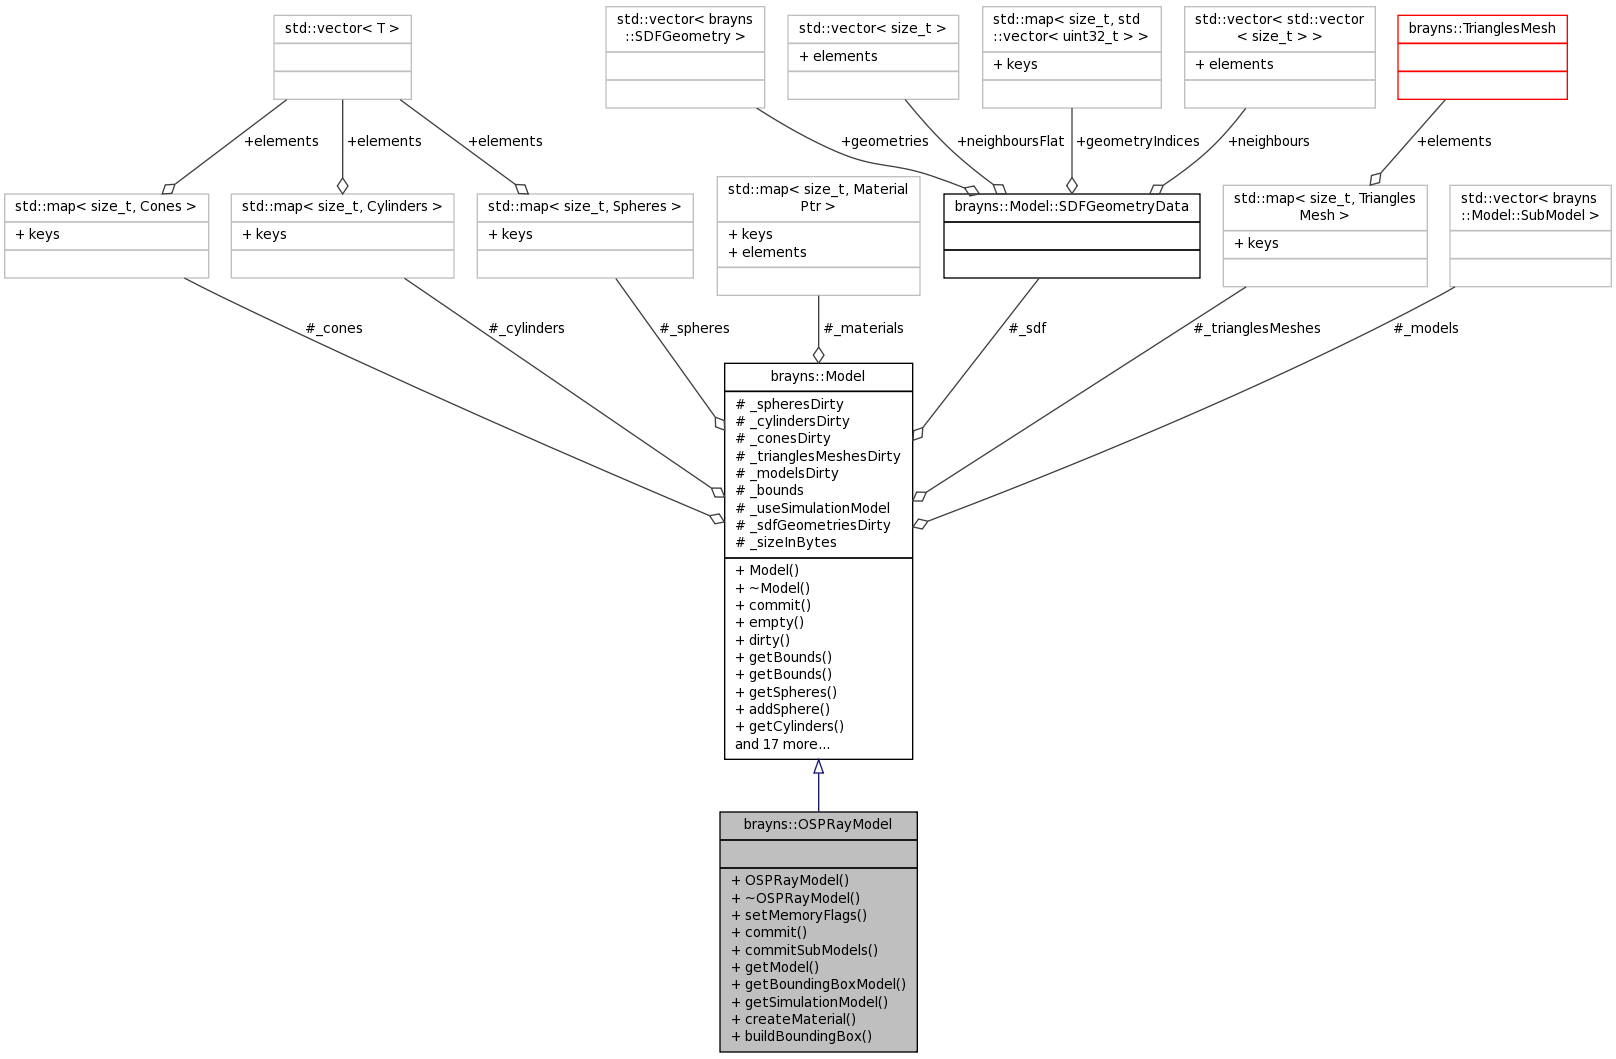 std::vector< T >
std::vector< brayns
::SDFGeometry >
std::vector< size_t >
+ elements
std::map< size_t, std
::vector< uint32_t > >
+ keys
std::vector< std::vector
< size_t > >
+ elements
brayns::TrianglesMesh
+elements
+elements
+elements
+geometries
+neighboursFlat
+geometryIndices
+neighbours
+elements
std::map< size_t, Cones >
+ keys
std::map< size_t, Cylinders >
+ keys
std::map< size_t, Spheres >
+ keys
std::map< size_t, Material
Ptr >
+ keys
+ elements
brayns::Model::SDFGeometryData
std::map< size_t, Triangles
Mesh >
+ keys
std::vector< brayns
::Model::SubModel >
#_cones
#_cylinders
#_spheres
#_materials
#_sdf
#_trianglesMeshes
#_models
brayns::Model
# _spheresDirty
# _cylindersDirty
# _conesDirty
# _trianglesMeshesDirty
# _modelsDirty
# _bounds
# _useSimulationModel
# _sdfGeometriesDirty
# _sizeInBytes
+ Model()
+ ~Model()
+ commit()
+ empty()
+ dirty()
+ getBounds()
+ getBounds()
+ getSpheres()
+ addSphere()
+ getCylinders()
and 17 more...
brayns::OSPRayModel
+ OSPRayModel()
+ ~OSPRayModel()
+ setMemoryFlags()
+ commit()
+ commitSubModels()
+ getModel()
+ getBoundingBoxModel()
+ getSimulationModel()
+ createMaterial()
+ buildBoundingBox()